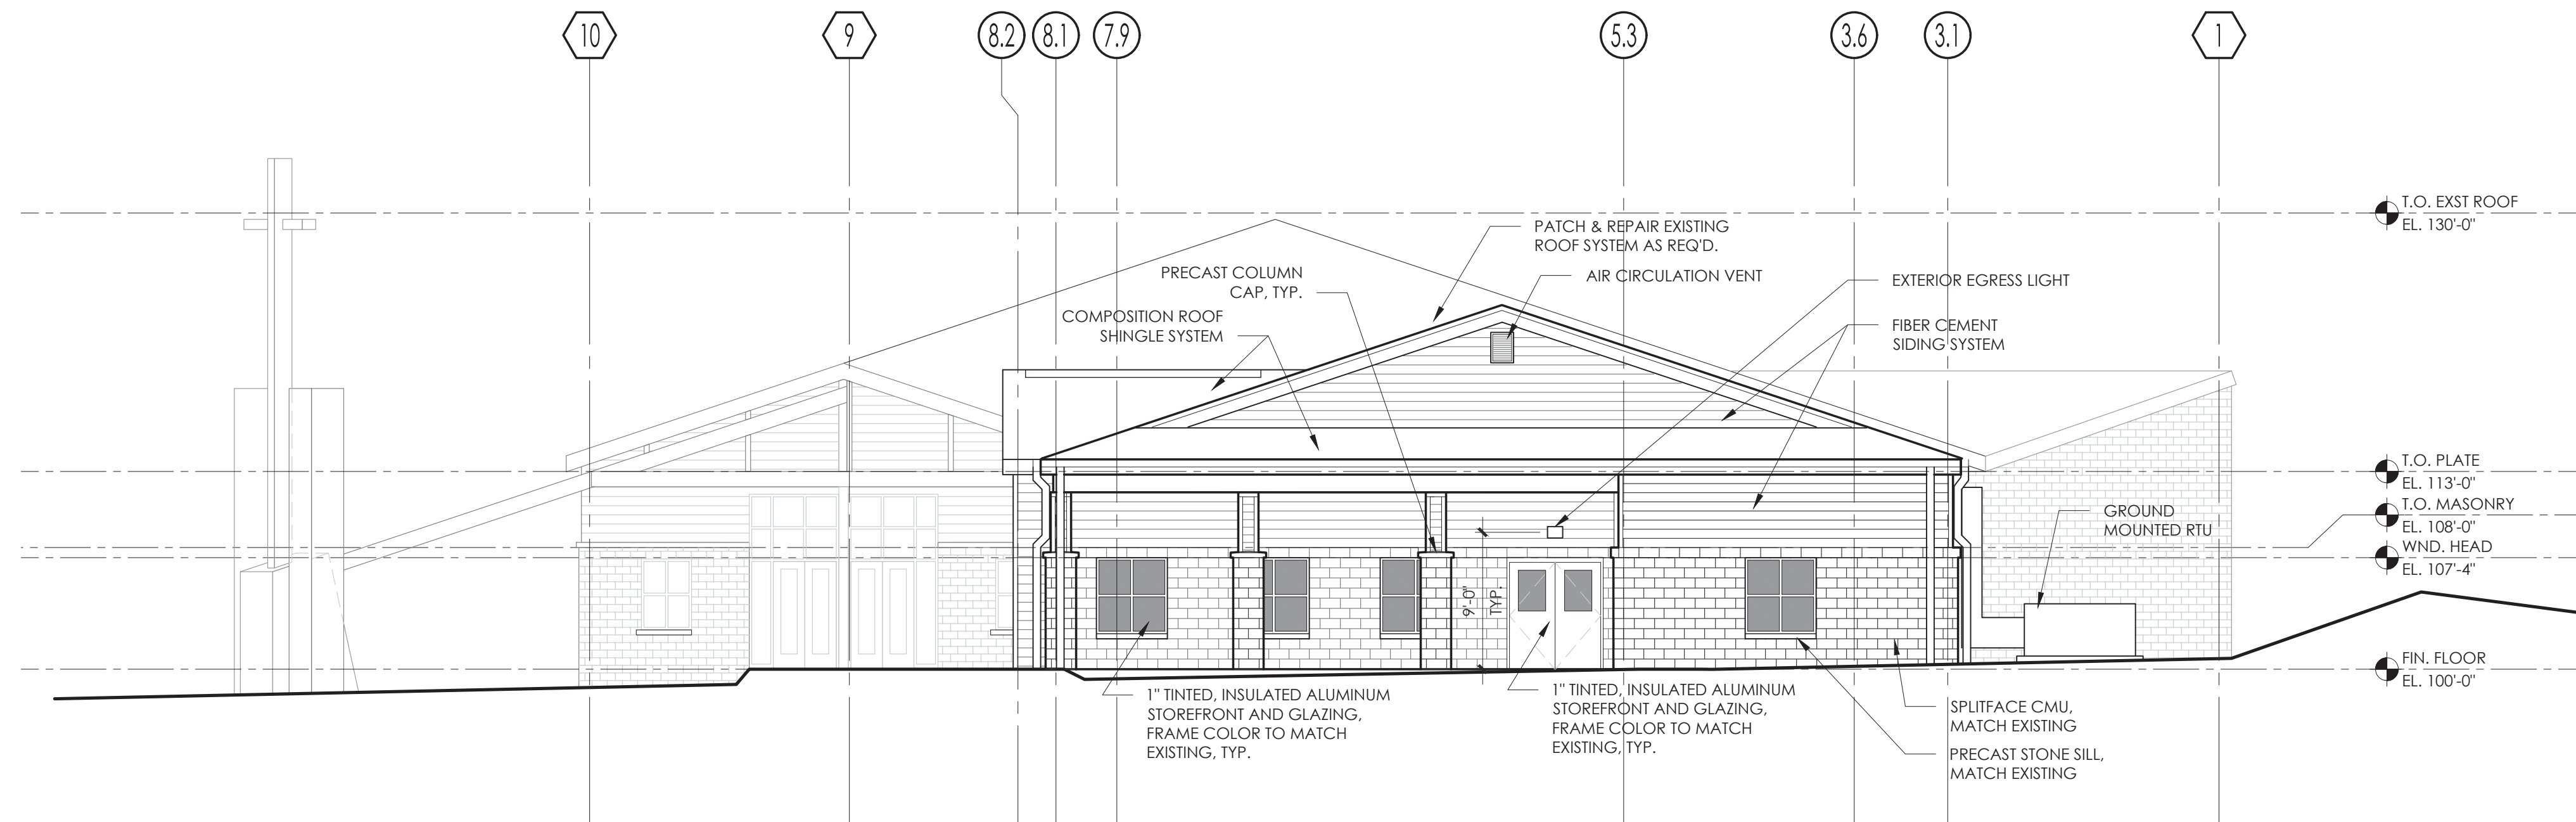 10
9
8.2
8.1
7.9
5.3
3.6
3.1
1
T.O. EXST ROOF
EL. 130'-0"
PATCH & REPAIR EXISTING
ROOF SYSTEM AS REQ'D.
PRECAST COLUMN
CAP, TYP.
AIR CIRCULATION VENT
EXTERIOR EGRESS LIGHT
COMPOSITION ROOF
SHINGLE SYSTEM
FIBER CEMENT
SIDING SYSTEM
T.O. PLATE
EL. 113'-0"
T.O. MASONRY
EL. 108'-0"
GROUND
MOUNTED RTU
WND. HEAD
EL. 107'-4"
9'-0"
TYP.
FIN. FLOOR
EL. 100'-0"
1" TINTED, INSULATED ALUMINUM
STOREFRONT AND GLAZING,
FRAME COLOR TO MATCH
EXISTING, TYP.
1" TINTED, INSULATED ALUMINUM
STOREFRONT AND GLAZING,
FRAME COLOR TO MATCH
EXISTING, TYP.
SPLITFACE CMU,
MATCH EXISTING
PRECAST STONE SILL,
MATCH EXISTING